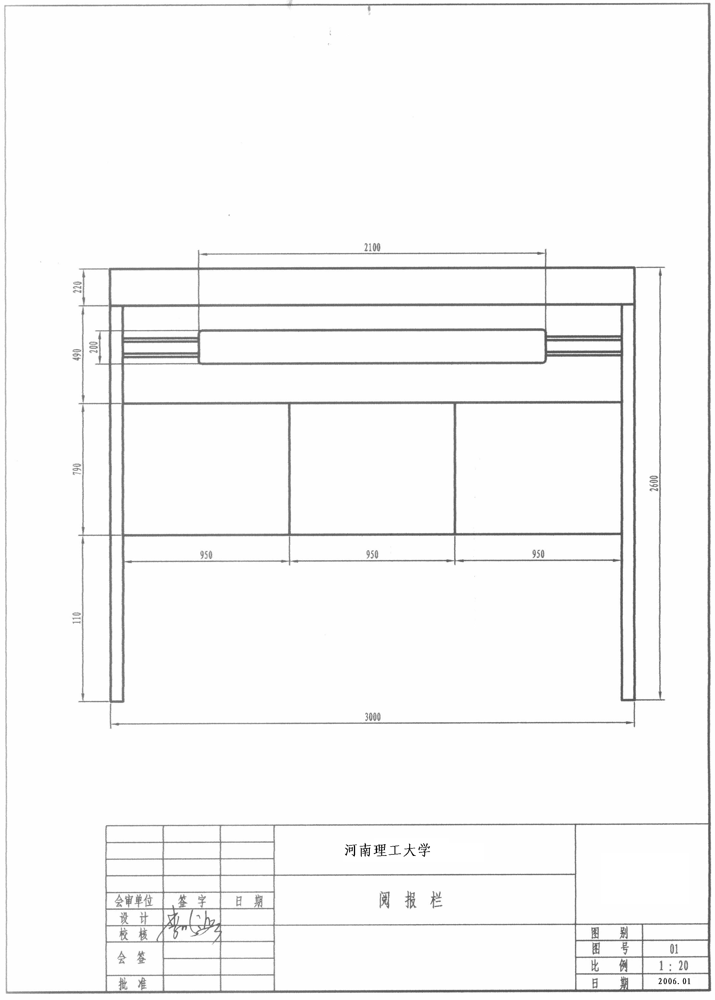 2100
220
490
200
790
2600
950 950 950
110
3000
河南理工大学
阅报栏
会审单位 签字 日期
设计
校核
会签
批准
图别
图号 01
比例 1：20
日期 2006.01